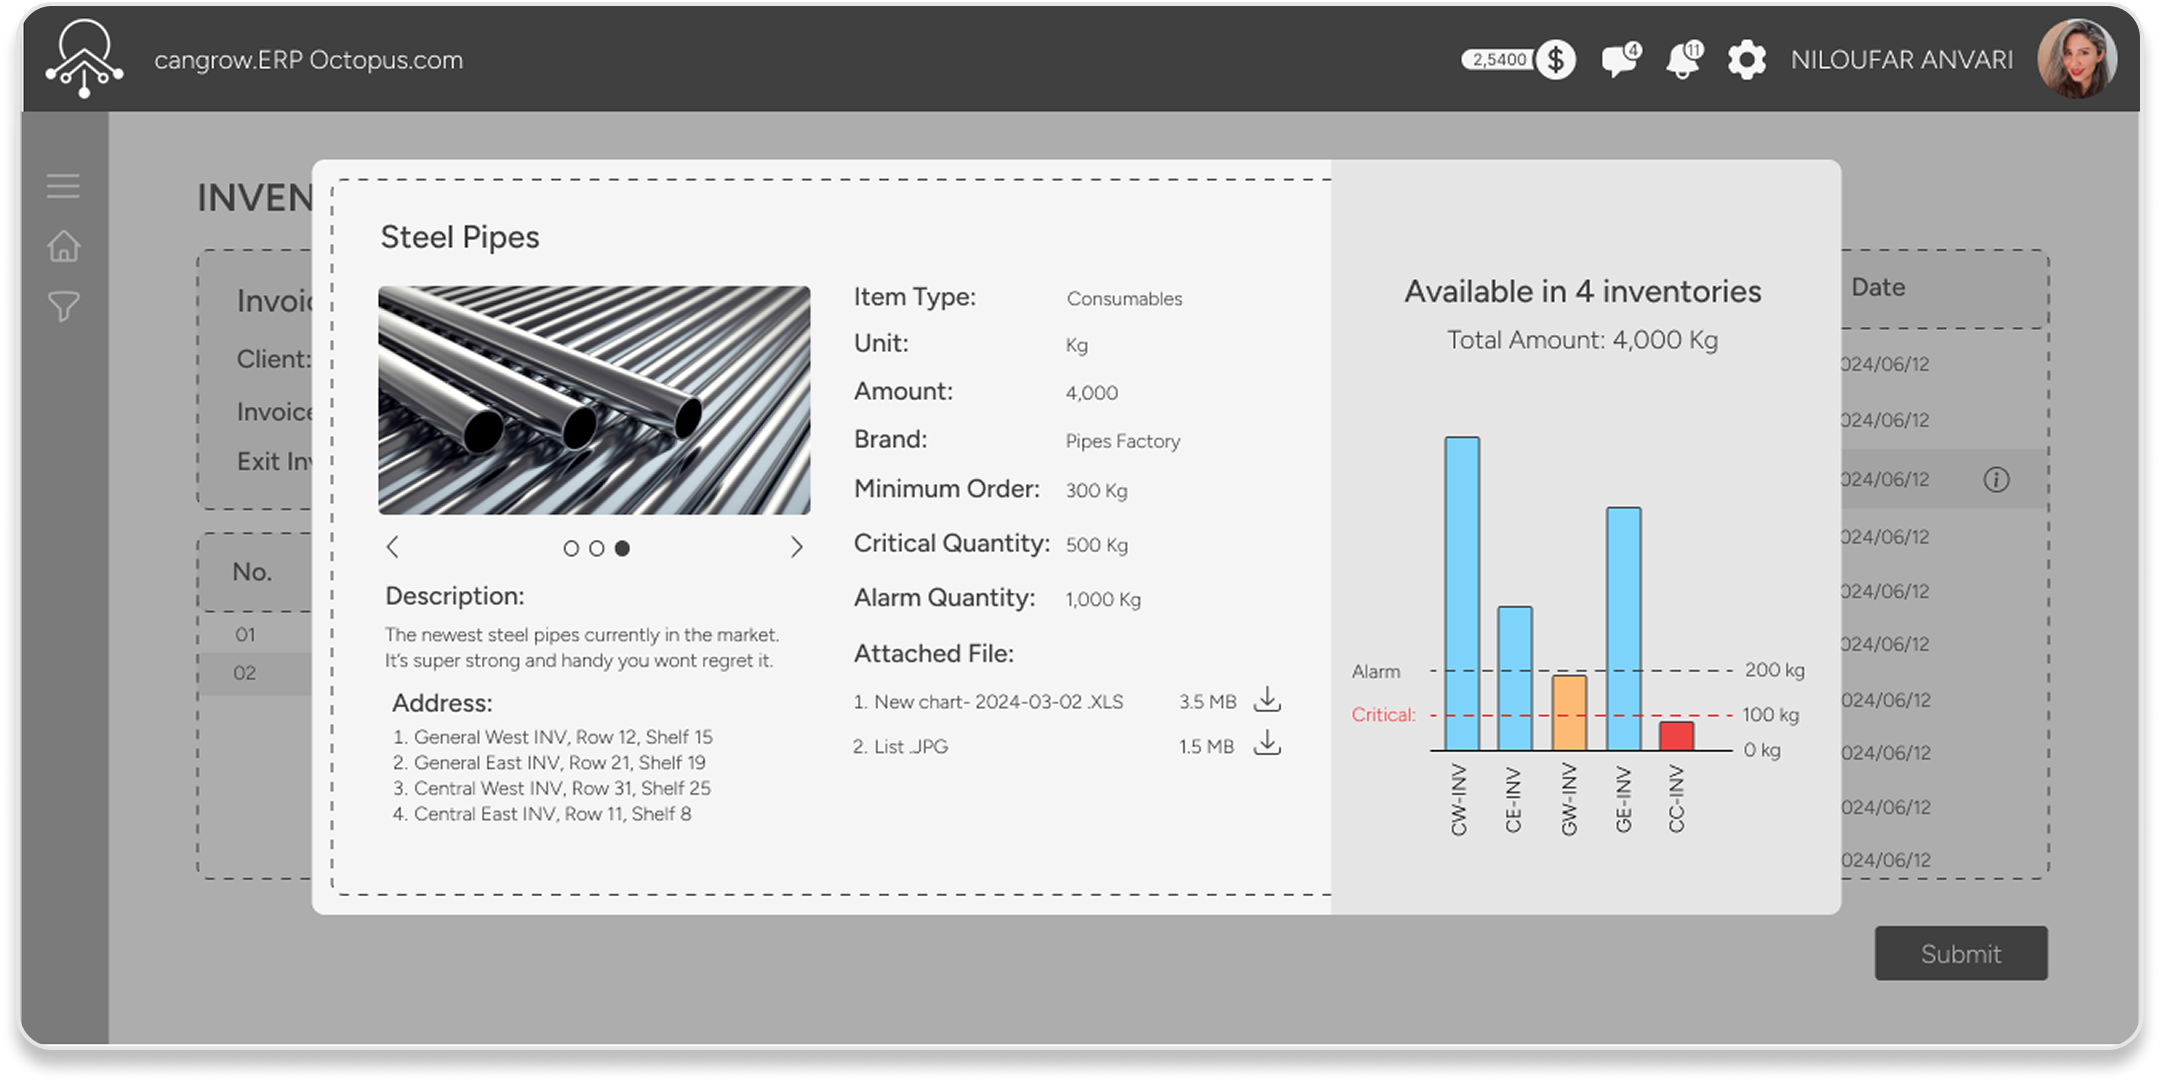 cangrow.ERP Octopus.com
2,5400
$
4
11
NILOUFAR ANVARI
INVEN
Invoic
Client:
Invoice
Exit Inv
No.
01
02
Steel Pipes
Description:
The newest steel pipes currently in the market.
It's super strong and handy you wont regret it.
Address:
1. General West INV, Row 12, Shelf 15
2. General East INV, Row 21, Shelf 19
3. Central West INV, Row 31, Shelf 25
4. Central East INV, Row 11, Shelf 8
Item Type: Consumables
Unit: Kg
Amount: 4,000
Brand: Pipes Factory
Minimum Order: 300 Kg
Critical Quantity: 500 Kg
Alarm Quantity: 1,000 Kg
Attached File:
1. New chart- 2024-03-02 .XLS 3.5 MB
2. List .JPG 1.5 MB
Available in 4 inventories
Total Amount: 4,000 Kg
Alarm 200 kg
Critical: 100 kg
0 kg
CW-INV
CE-INV
GW-INV
GE-INV
CC-INV
Date
024/06/12
024/06/12
024/06/12
024/06/12
024/06/12
024/06/12
024/06/12
024/06/12
024/06/12
024/06/12
Submit